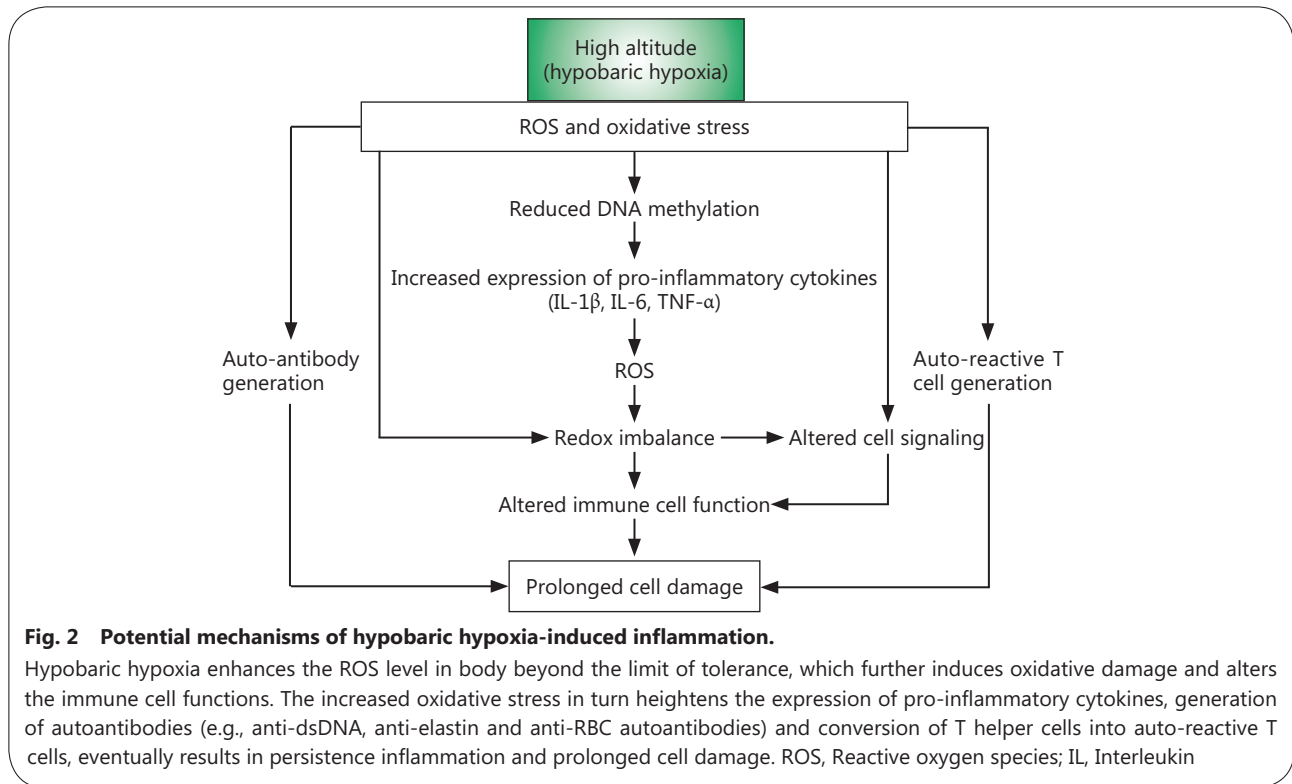 High altitude
(hypobaric hypoxia)
ROS and oxidative stress
Reduced DNA methylation
Increased expression of pro-inflammatory cytokines
(IL-1β, IL-6, TNF-α)
Auto-antibody
generation
ROS
Auto-reactive T
cell generation
Redox imbalance
Altered cell signaling
Altered immune cell function
Prolonged cell damage
Fig. 2 Potential mechanisms of hypobaric hypoxia-induced inflammation.
Hypobaric hypoxia enhances the ROS level in body beyond the limit of tolerance, which further induces oxidative damage and alters
the immune cell functions. The increased oxidative stress in turn heightens the expression of pro-inflammatory cytokines, generation
of autoantibodies (e.g., anti-dsDNA, anti-elastin and anti-RBC autoantibodies) and conversion of T helper cells into auto-reactive T
cells, eventually results in persistence inflammation and prolonged cell damage. ROS, Reactive oxygen species; IL, Interleukin